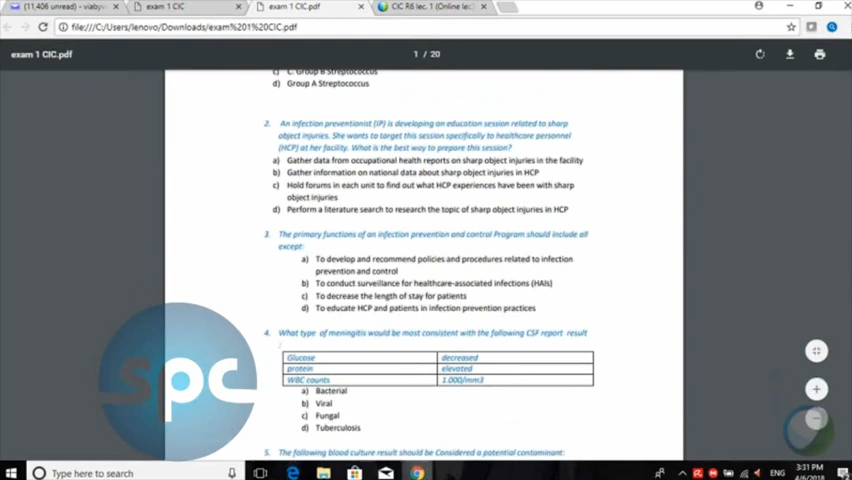 (11,406 unread) - viabyv
exam 1 CIC
exam 1 CIC.pdf
CIC R6 lec. 1 (Online lec
file:///C:/Users/lenovo/Downloads/exam%201%20CIC.pdf
exam 1 CIC.pdf
1 / 20
c) C. Group B Streptococcus
d) Group A Streptococcus
2. An infection preventionist (IP) is developing an education session related to sharp
object injuries. She wants to target this session specifically to healthcare personnel
(HCP) at her facility. What is the best way to prepare this session?
a) Gather data from occupational health reports on sharp object injuries in the facility
b) Gather information on national data about sharp object injuries in HCP
c) Hold forums in each unit to find out what HCP experiences have been with sharp
object injuries
d) Perform a literature search to research the topic of sharp object injuries in HCP
3. The primary functions of an infection prevention and control Program should include all
except:
a) To develop and recommend policies and procedures related to infection
prevention and control
b) To conduct surveillance for healthcare-associated infections (HAIs)
c) To decrease the length of stay for patients
d) To educate HCP and patients in infection prevention practices
4. What type of meningitis would be most consistent with the following CSF report result
:
Glucose decreased
protein elevated
WBC counts 1.000/mm3
a) Bacterial
b) Viral
c) Fungal
d) Tuberculosis
spc
5. The following blood culture result should be Considered a potential contaminant:
Type here to search
ENG
3:31 PM
4/6/2018